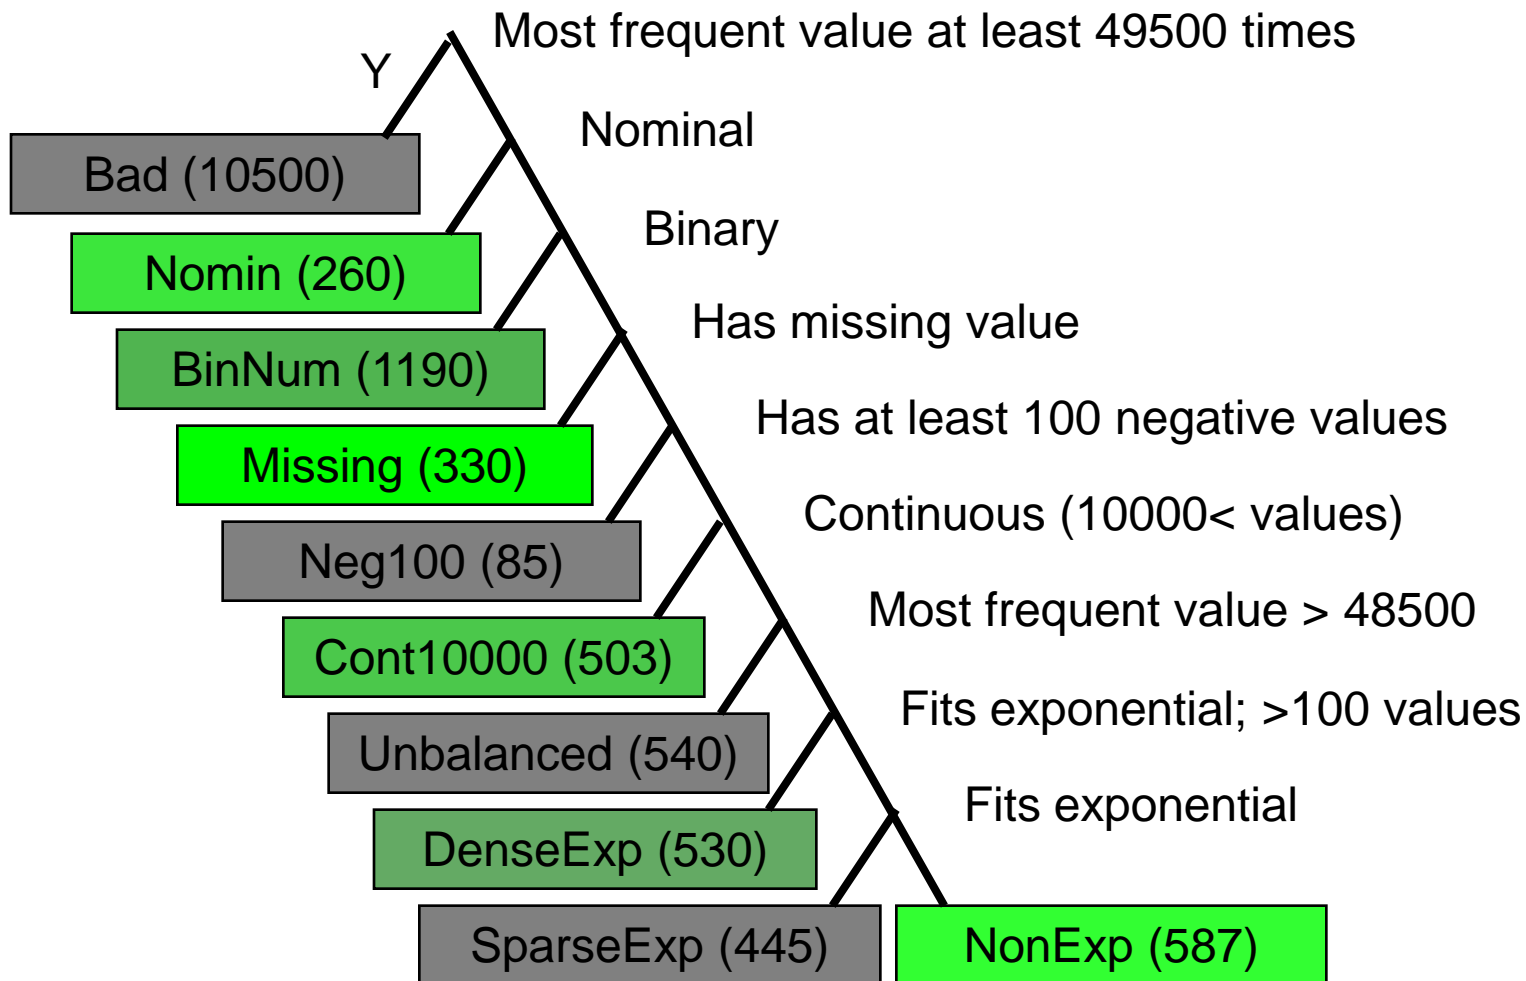 Most frequent value at least 49500 times
Y
Nominal
Bad (10500)
Binary
Nomin (260)
Has missing value
BinNum (1190)
Has at least 100 negative values
Missing (330)
Continuous (10000< values)
Neg100 (85)
Most frequent value > 48500
Cont10000 (503)
Fits exponential; >100 values
Unbalanced (540)
Fits exponential
DenseExp (530)
SparseExp (445)
NonExp (587)